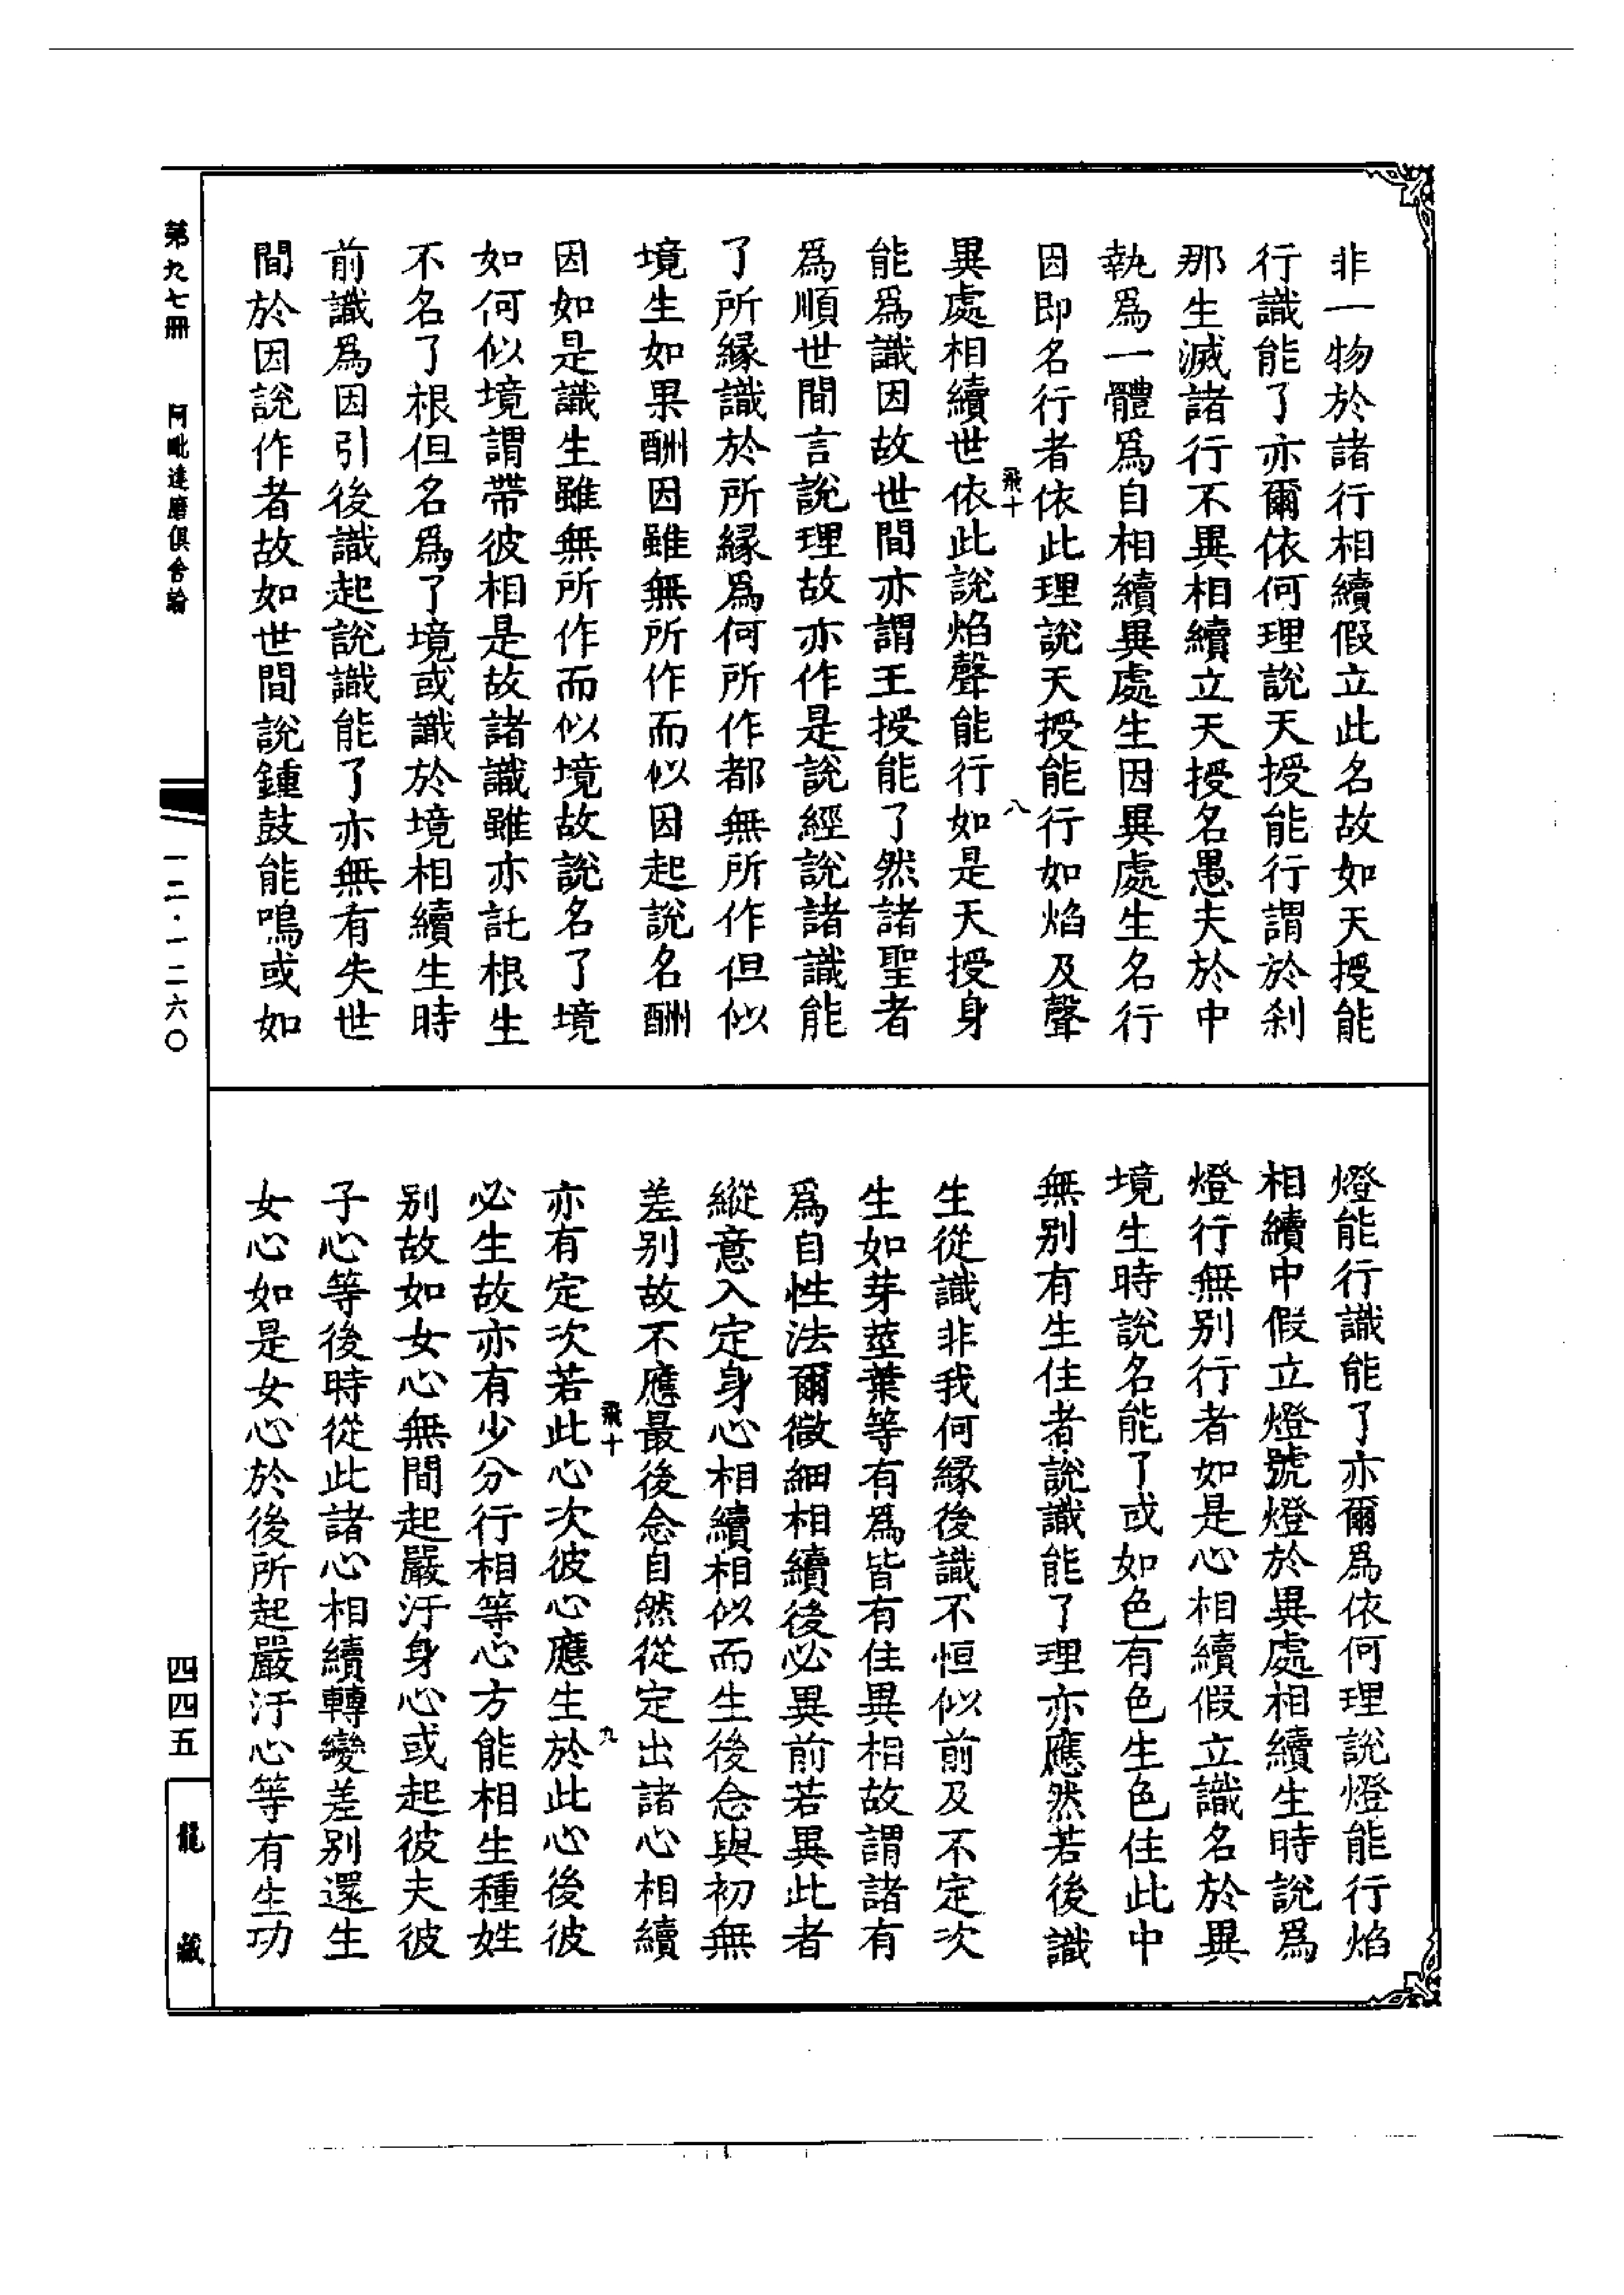 非一物於諸行相續假立此名故如天授能
行識能了亦爾依何理說天授能行謂於刹
那生滅諸行不異相續立天授名愚夫於中
執爲一體爲自相續異處生因異處生名行
因即名行者依此理說天授能行如焰及聲
飛十
八
異處相續世依此說焰聲能行如是天授身
能爲識因故世間亦謂王授能了然諸聖者
爲順世間言說理故亦作是說經說諸識能
了所緣識於所緣爲何所作都無所作但似
境生如果酬因雖無所作而似因起說名酬
因如是識生雖無所作而似境故說名了境
如何似境謂帶彼相是故諸識雖亦託根生
不名了根但名爲了境或識於境相續生時
前識爲因引後識起說識能了亦無有失世
間於因說作者故如世間說鍾鼓能鳴或如
燈能行識能了亦爾爲依何理說燈能行焰
相續中假立燈號燈於異處相續生時說爲
燈行無別行者如是心相續假立識名於異
境生時說名能了或如色有色生色住此中
無別有生住者說識能了理亦應然若後識
生從識非我何緣後識不恒似前及不定次
生如芽莖葉等有爲皆有住異相故謂諸有
爲自性法爾微細相續後必異前若異此者
縱意入定身心相續相似而生後念與初無
差別故不應最後念自然從定出諸心相續
飛十
九
亦有定次若此心次彼心應生於此心後彼
必生故亦有少分行相等心方能相生種姓
別故如女心無間起嚴汙身心或起彼夫彼
子心等後時從此諸心相續轉變差別還生
女心如是女心於後所起嚴汙心等有生功
第九七冊 阿毗達磨俱舍論
一二·一二六〇
四四五
龍藏